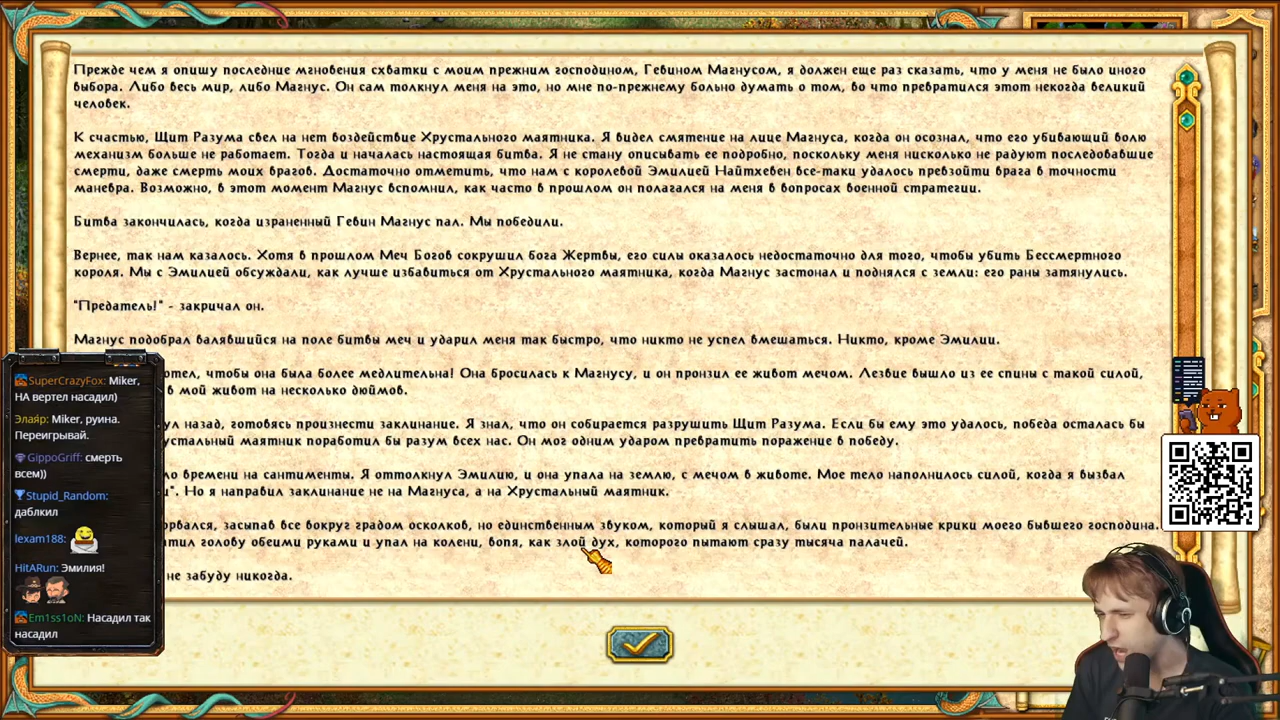 Прежде чем я опишу последние мгновения схватки с моим прежним господином, Гевином Магнусом, я должен еще раз сказать, что у меня не было иного
выбора. Либо весь мир, либо Магнус. Он сам толкнул меня на это, но мне по-прежнему больно думать о том, во что превратился этот некогда великий
человек.
К счастью, Щит Разума свел на нет воздействие Хрустального маятника. Я видел смятение на лице Магнуса, когда он осознал, что его убивающий волю
механизм больше не работает. Тогда и началась настоящая битва. Я не стану описывать ее подробно, поскольку меня нисколько не радуют последовавшие
смерти, даже смерть моих врагов. Достаточно отметить, что нам с королевой Эмилией Найтхевен все-таки удалось превзойти врага в точности
маневра. Возможно, в этот момент Магнус вспомнил, как часто в прошлом он полагался на меня в вопросах военной стратегии.
Битва закончилась, когда израненный Гевин Магнус пал. Мы победили.
Вернее, так нам казалось. Хотя в прошлом Меч Богов сокрушил бога Жертвы, его силы оказалось недостаточно для того, чтобы убить Бессмертного
короля. Мы с Эмилией обсуждали, как лучше избавиться от Хрустального маятника, когда Магнус застонал и поднялся с земли: его раны затянулись.
"Предатель!" - закричал он.
Магнус подобрал валявшийся на поле битвы меч и ударил меня так быстро, что никто не успел вмешаться. Никто, кроме Эмилии.
отел, чтобы она была более медлительна! Она бросилась к Магнусу, и он пронзил ее живот мечом. Лезвие вышло из ее спины с такой силой,
в мой живот на несколько дюймов.
ул назад, готовясь произнести заклинание. Я знал, что он собирается разрушить Щит Разума. Если бы ему это удалось, победа осталась бы
устальный маятник поработил бы разум всех нас. Он мог одним ударом превратить поражение в победу.
ло времени на сантименты. Я оттолкнул Эмилию, и она упала на землю, с мечом в животе. Мое тело наполнилось силой, когда я вызвал
и". Но я направил заклинание не на Магнуса, а на Хрустальный маятник.
орвался, засыпав все вокруг градом осколков, но единственным звуком, который я слышал, были пронзительные крики моего бывшего господина.
тил голову обеими руками и упал на колени, вопя, как злой дух, которого пытают сразу тысяча палачей.
не забуду никогда.
SuperCrazyFox: Miker,
НА вертел насадил)
Элаяр: Miker, руина.
Переигрывай.
GippoGriff: смерть
всем))
Stupid_Random:
даблкил
lexam188:
HitARun: Эмилия!
Em1ss1oN: Насадил так
насадил